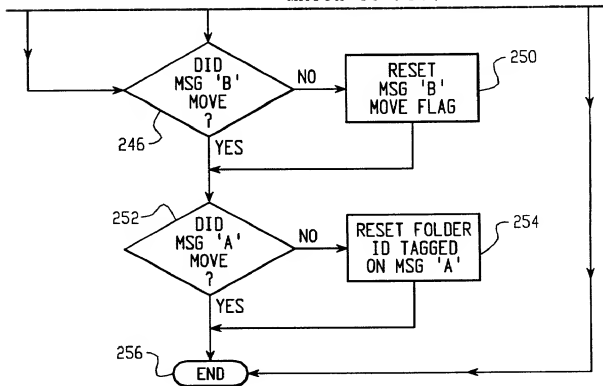 DID
MSG 'B'
MOVE
?
NO
RESET
MSG 'B'
MOVE FLAG
250
246
YES
252
DID
MSG 'A'
MOVE
?
NO
RESET FOLDER
ID TAGGED
ON MSG 'A'
254
YES
256
END